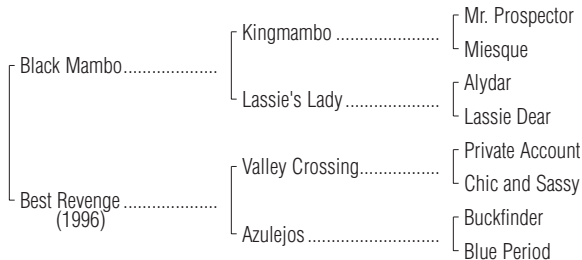 Mr. Prospector
Kingmambo ....................
Miesque
Black Mambo..................
Alydar
Lassie's Lady..................
Lassie Dear
Private Account
Valley Crossing................
Chic and Sassy
Best Revenge ..................
(1996)
Buckfinder
Azulejos .........................
Blue Period